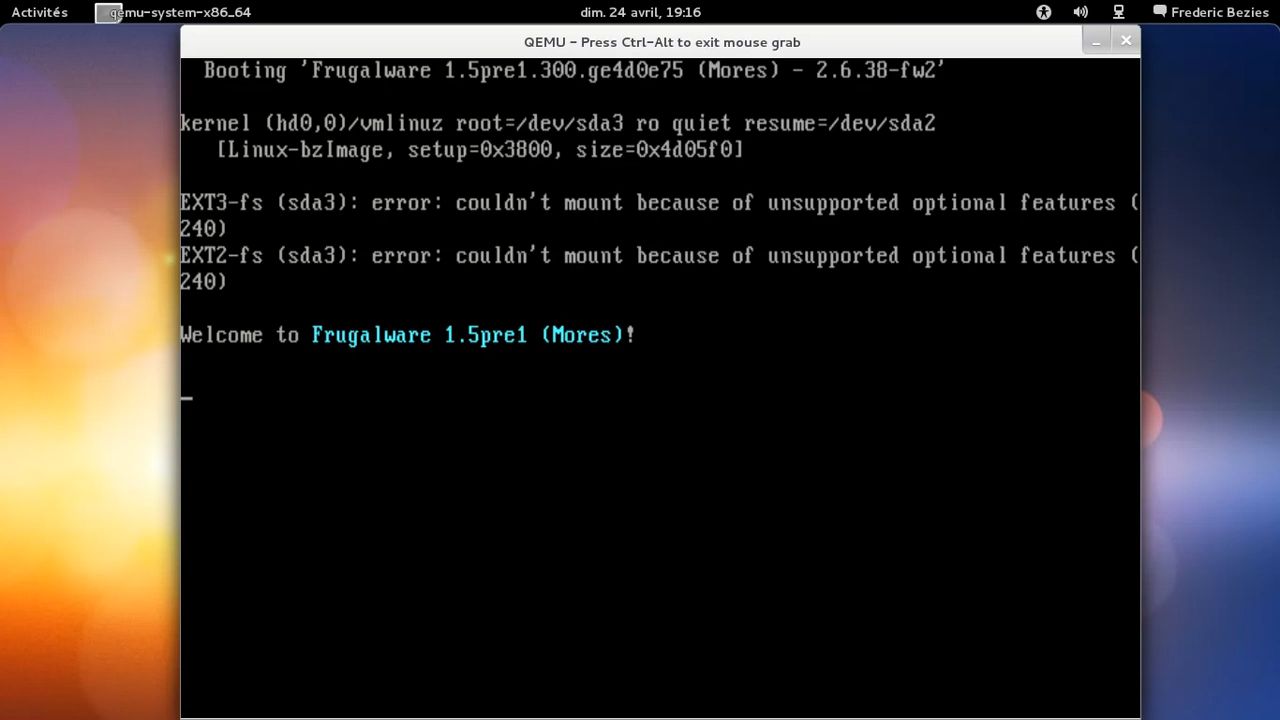 Activités qemu-system-x86_64 dim. 24 avril, 19:16 Frederic Bezies
QEMU - Press Ctrl-Alt to exit mouse grab
Booting 'Frugalware 1.5pre1.300.ge4d0e75 (Mores) - 2.6.38-fw2'
kernel (hd0,0)/vmlinuz root=/dev/sda3 ro quiet resume=/dev/sda2
[Linux-bzImage, setup=0x3800, size=0x4d05f0]
EXT3-fs (sda3): error: couldn't mount because of unsupported optional features (
240)
EXT2-fs (sda3): error: couldn't mount because of unsupported optional features (
240)
Welcome to Frugalware 1.5pre1 (Mores)!